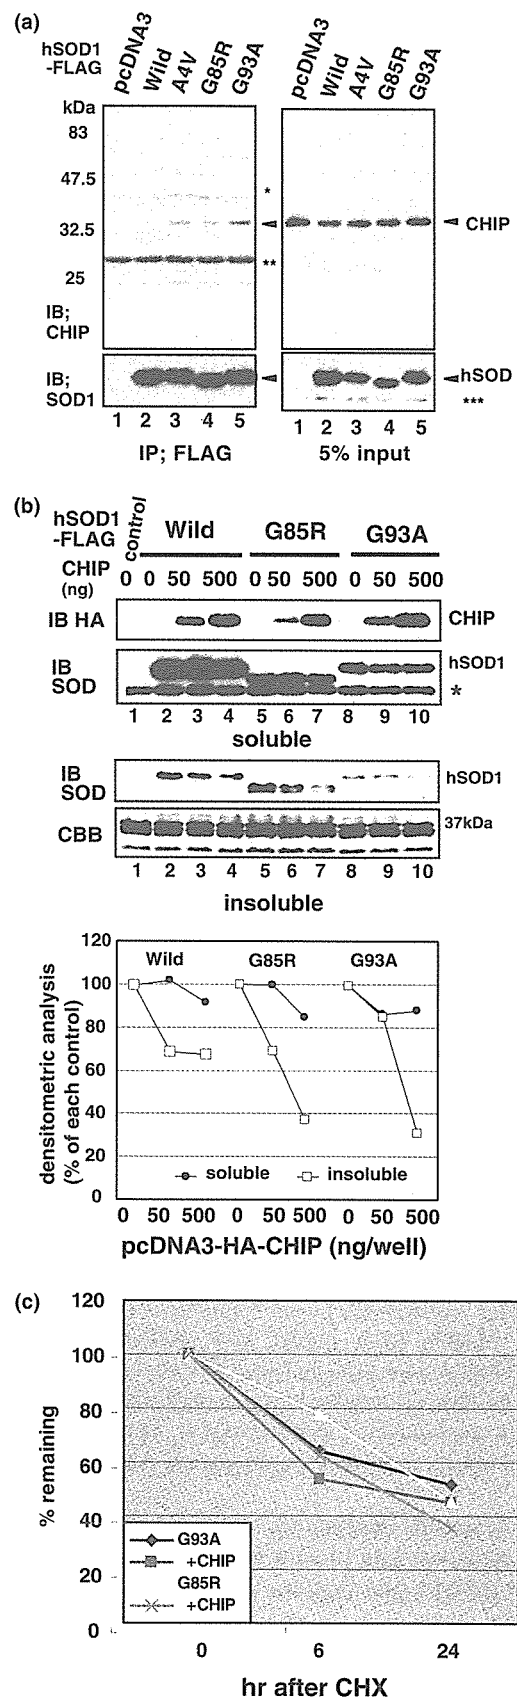 (a)
hSOD1
-FLAG
pcDNA3 Wild A4V G85R G93A
pcDNA3 Wild A4V G85R G93A
kDa
83
47.5
32.5
25
*
**
CHIP
IB;
CHIP
IB;
SOD1
hSOD
***
1 2 3 4 5
1 2 3 4 5
IP; FLAG
5% input
(b)
hSOD1
-FLAG
control
Wild G85R G93A
CHIP
(ng)
0 0 50 500 0 50 500 0 50 500
IB HA
CHIP
IB
SOD
hSOD1
*
1 2 3 4 5 6 7 8 9 10
soluble
IB
SOD
hSOD1
CBB
37kDa
1 2 3 4 5 6 7 8 9 10
insoluble
densitometric analysis
(% of each control)
120
100
80
60
40
20
0
Wild G85R G93A
soluble insoluble
0 50 500 0 50 500 0 50 500
pcDNA3-HA-CHIP (ng/well)
(c)
% remaining
120
100
80
60
40
20
0
G93A
+CHIP
G85R
+CHIP
0 6 24
hr after CHX